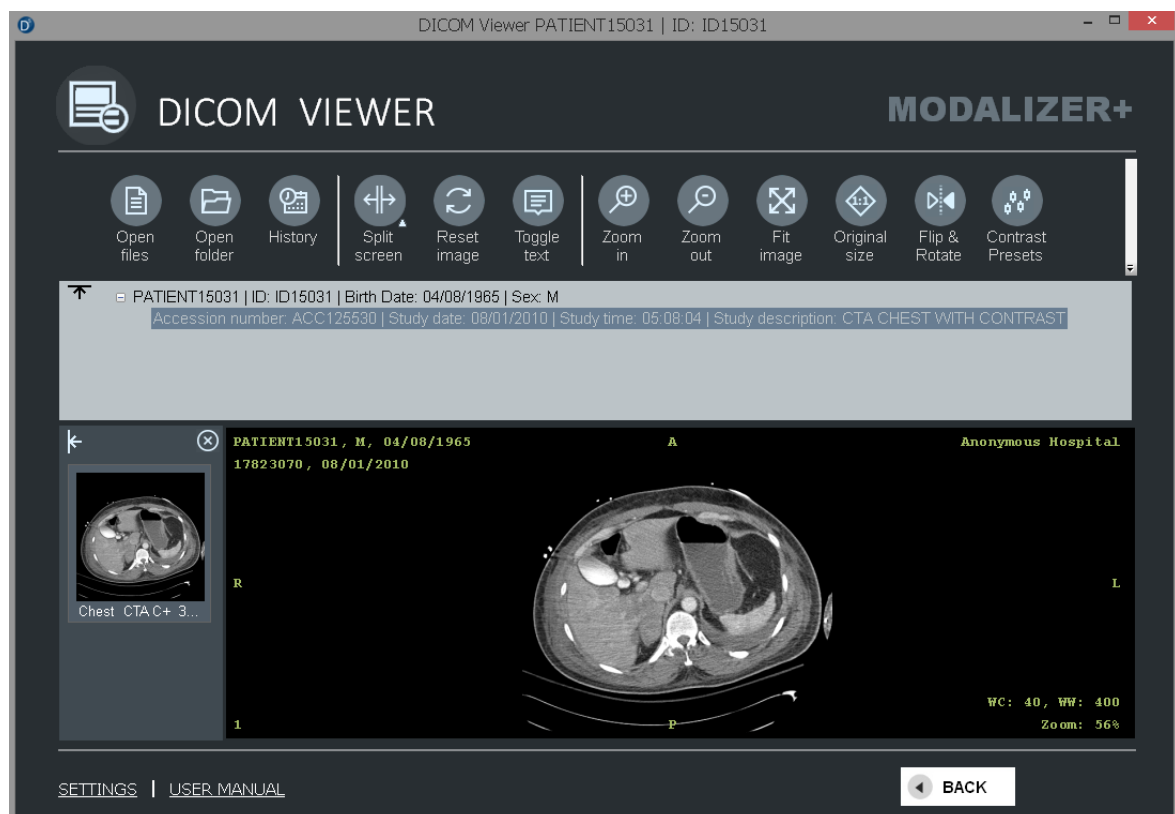 DICOM Viewer PATIENT15031 | ID: ID15031
DICOM VIEWER
MODALIZER+
Open files
Open folder
History
Split screen
Reset image
Toggle text
Zoom in
Zoom out
Fit image
1:1
Original size
Flip & Rotate
Contrast Presets
PATIENT15031 | ID: ID15031 | Birth Date: 04/08/1965 | Sex: M
Accession number: ACC125530 | Study date: 08/01/2010 | Study time: 05:08:04 | Study description: CTA CHEST WITH CONTRAST
Chest CTA C+ 3...
PATIENT15031, M, 04/08/1965
17823070, 08/01/2010
A
Anonymous Hospital
R
L
WC: 40, WW: 400
Zoom: 56%
1
P
SETTINGS | USER MANUAL
BACK